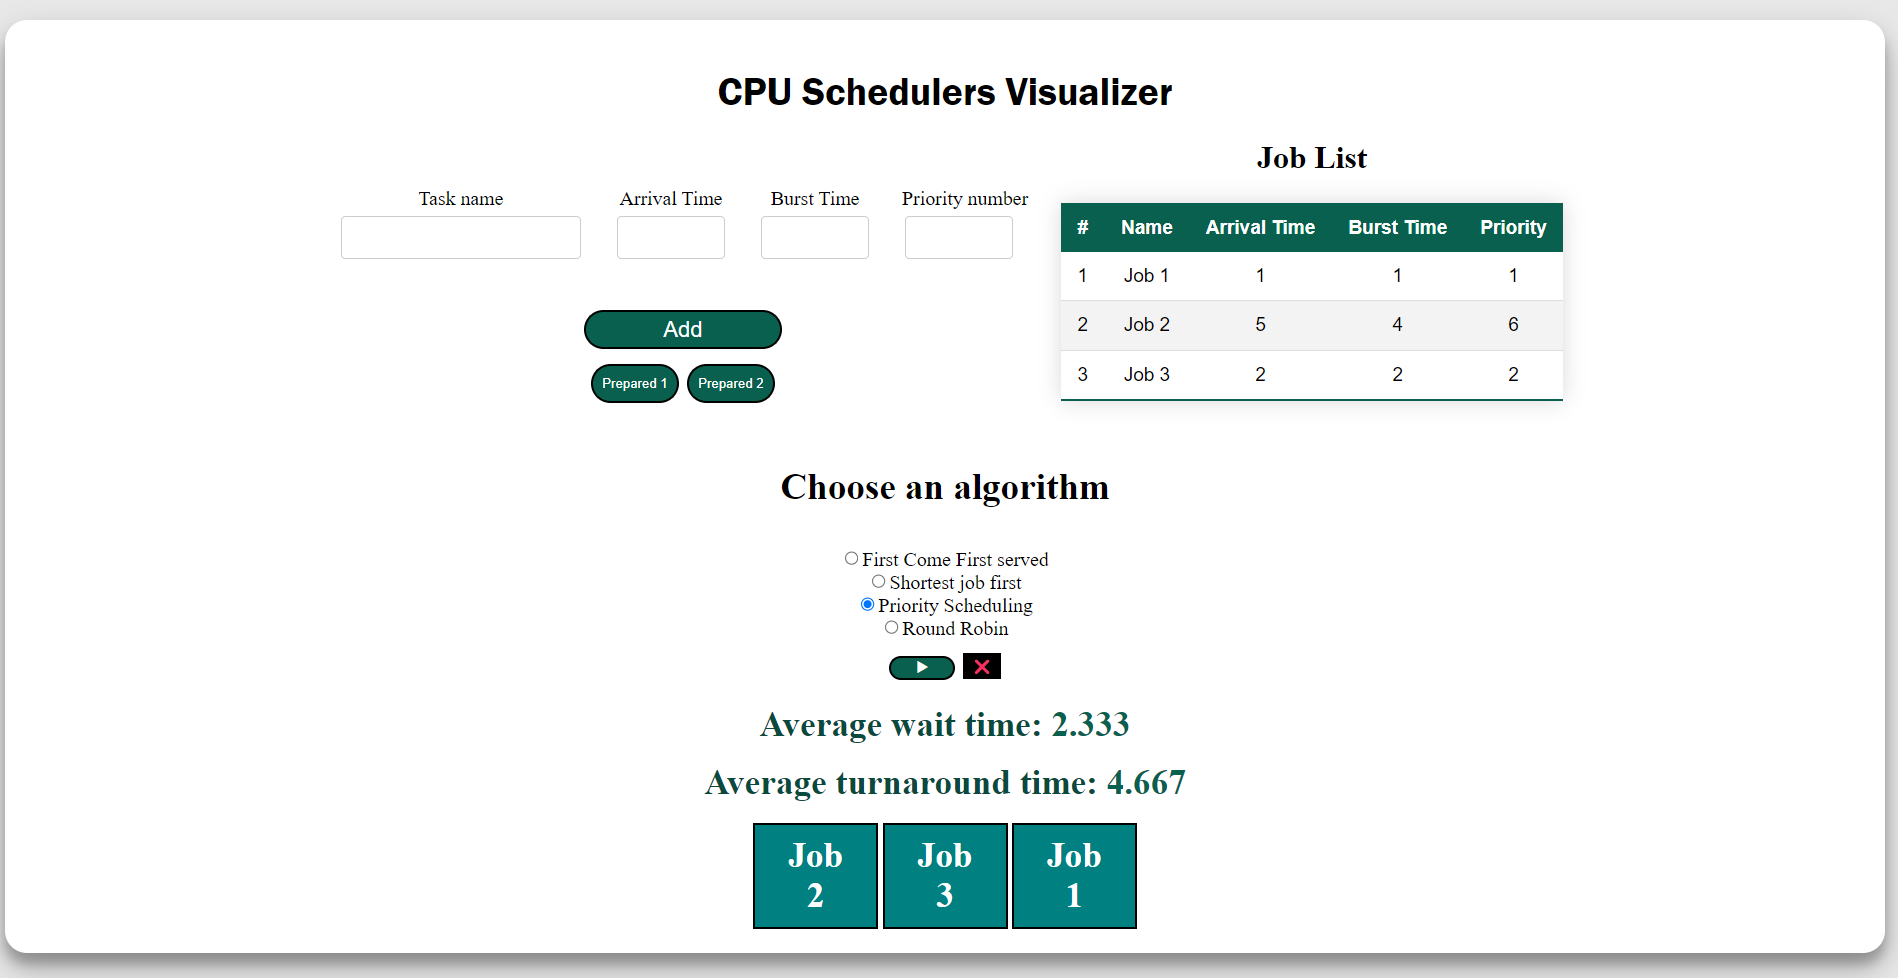 CPU Schedulers Visualizer
Task name Arrival Time Burst Time Priority number
Add
Prepared 1 Prepared 2
Job List
# Name Arrival Time Burst Time Priority
1 Job 1 1 1 1
2 Job 2 5 4 6
3 Job 3 2 2 2
Choose an algorithm
First Come First served
Shortest job first
Priority Scheduling
Round Robin
Average wait time: 2.333
Average turnaround time: 4.667
Job 2
Job 3
Job 1